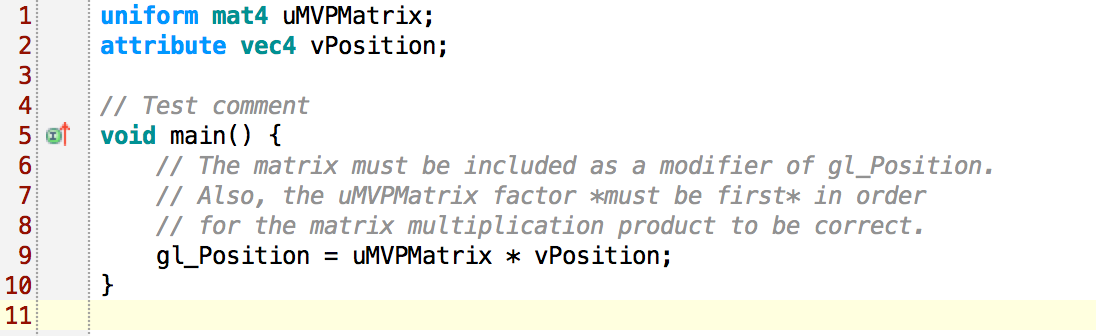 1 uniform mat4 uMVPMatrix;
2 attribute vec4 vPosition;
3
4 // Test comment
5 I void main() {
6 // The matrix must be included as a modifier of gl_Position.
7 // Also, the uMVPMatrix factor *must be first* in order
8 // for the matrix multiplication product to be correct.
9 gl_Position = uMVPMatrix * vPosition;
10 }
11